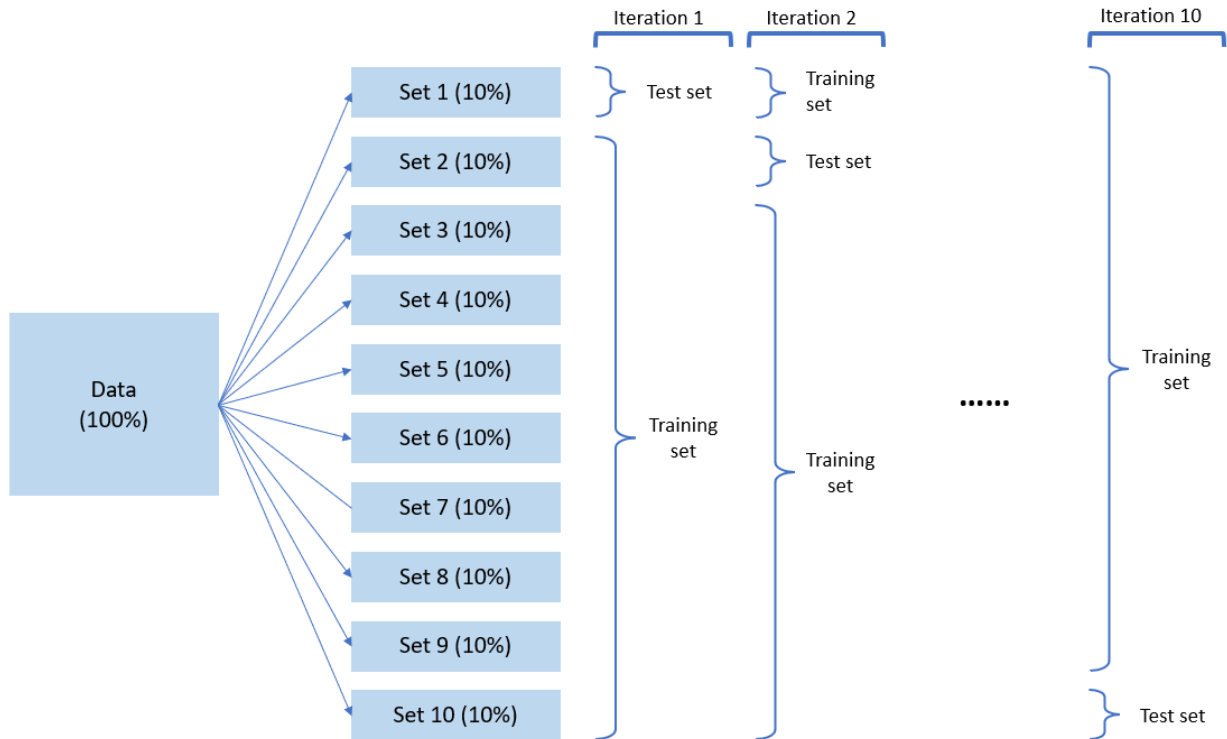 Iteration 1
Iteration 2
Iteration 10
Set 1 (10%)
Test set
Training
set
Set 2 (10%)
Test set
Set 3 (10%)
Set 4 (10%)
Data
(100%)
Set 5 (10%)
Training
set
......
Set 6 (10%)
Training
set
Training
set
Set 7 (10%)
Set 8 (10%)
Set 9 (10%)
Set 10 (10%)
Test set